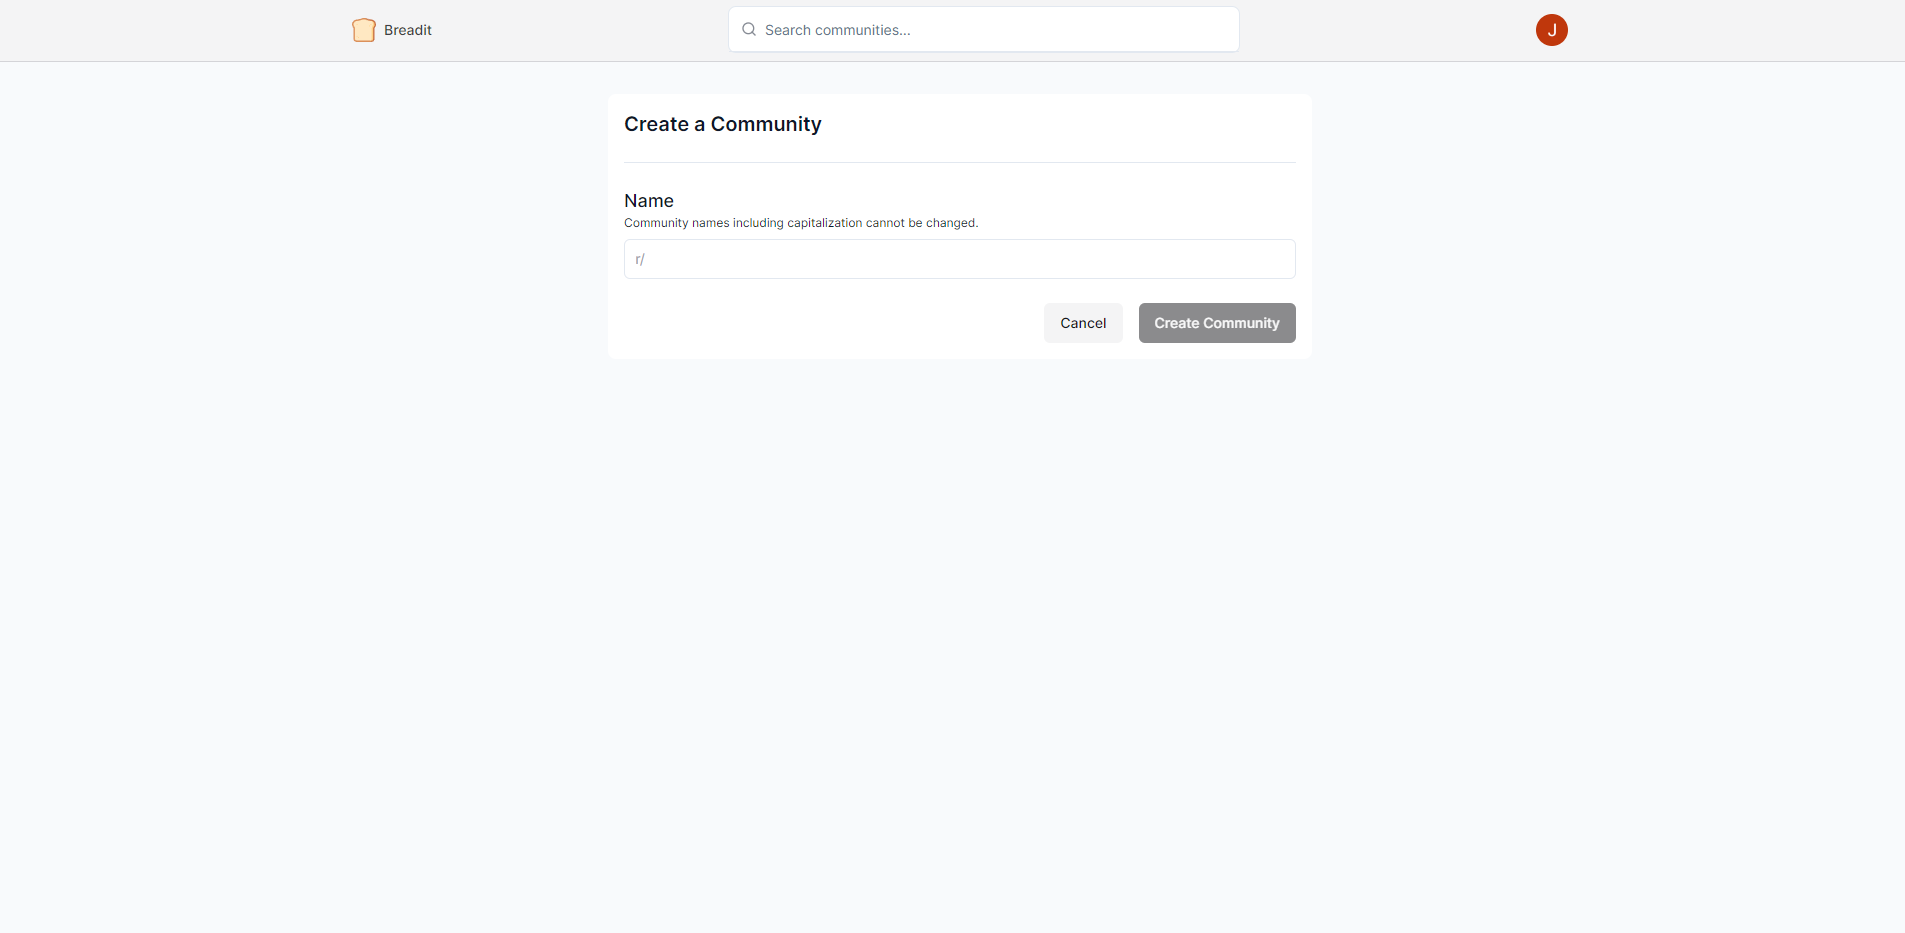 Breadit
Search communities...
J
Create a Community
Name
Community names including capitalization cannot be changed.
r/
Cancel
Create Community